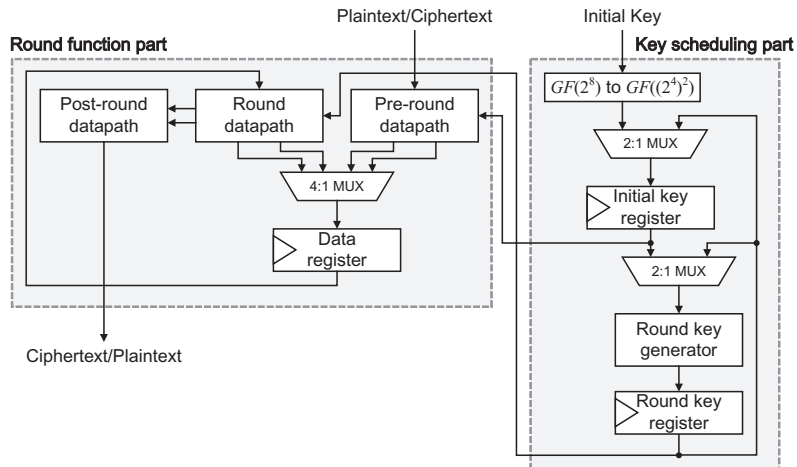 Plaintext/Ciphertext
Initial Key
Round function part
Key scheduling part
Post-round
datapath
Round
datapath
Pre-round
datapath
GF(2⁸) to GF((2⁴)²)
2:1 MUX
4:1 MUX
Initial key
register
Data
register
2:1 MUX
Round key
generator
Ciphertext/Plaintext
Round key
register